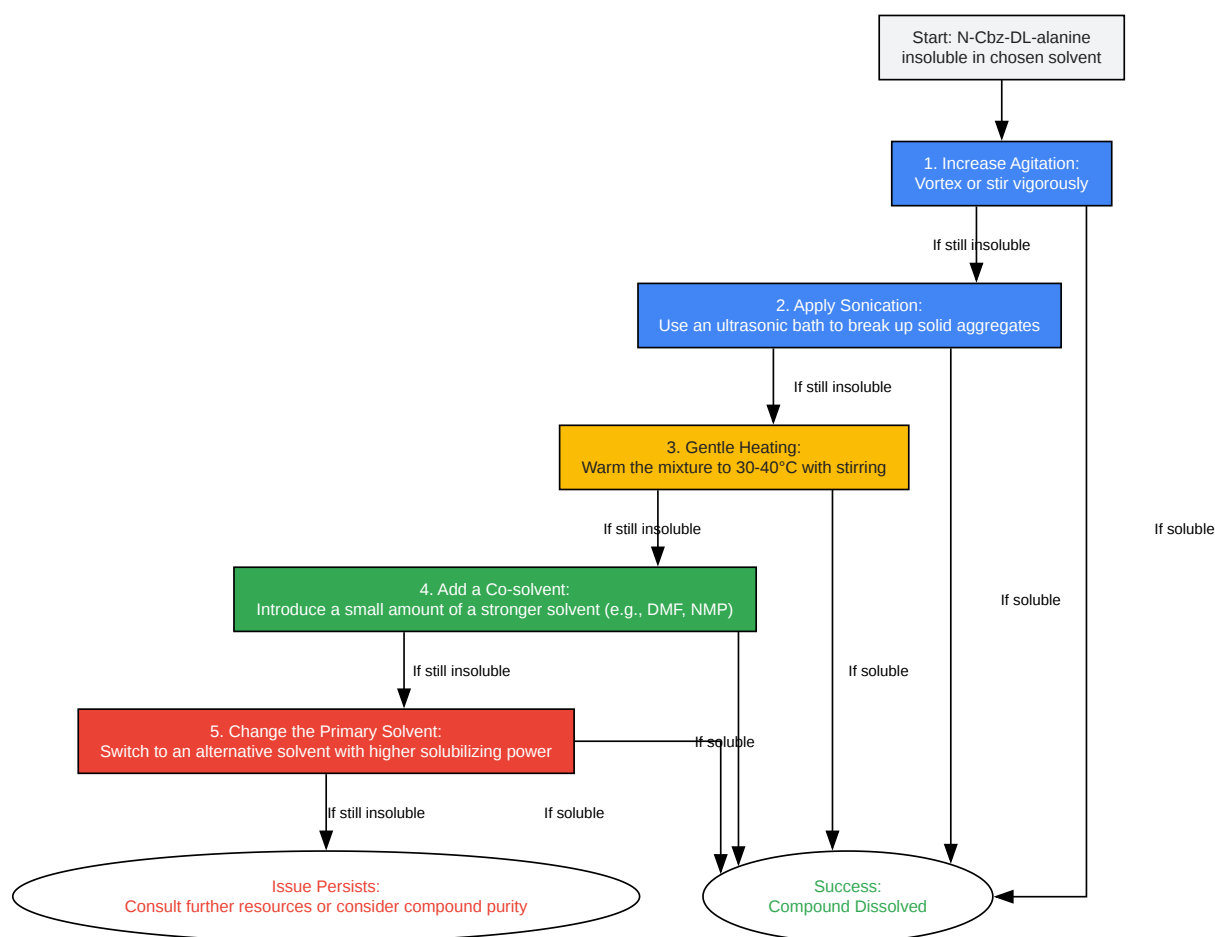 Start: N-Cbz-DL-alanine
insoluble in chosen solvent
1. Increase Agitation:
Vortex or stir vigorously
If still insoluble
2. Apply Sonication:
Use an ultrasonic bath to break up solid aggregates
If still insoluble
3. Gentle Heating:
Warm the mixture to 30-40°C with stirring
If still insoluble
If soluble
4. Add a Co-solvent:
Introduce a small amount of a stronger solvent (e.g., DMF, NMP)
If soluble
If still insoluble
If soluble
5. Change the Primary Solvent:
Switch to an alternative solvent with higher solubilizing power
If soluble
If still insoluble
If soluble
Issue Persists:
Consult further resources or consider compound purity
Success:
Compound Dissolved